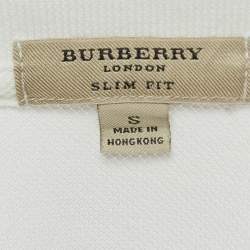 BURBERRY
LONDON
SLIM FIT
S
MADE IN
HONGKONG